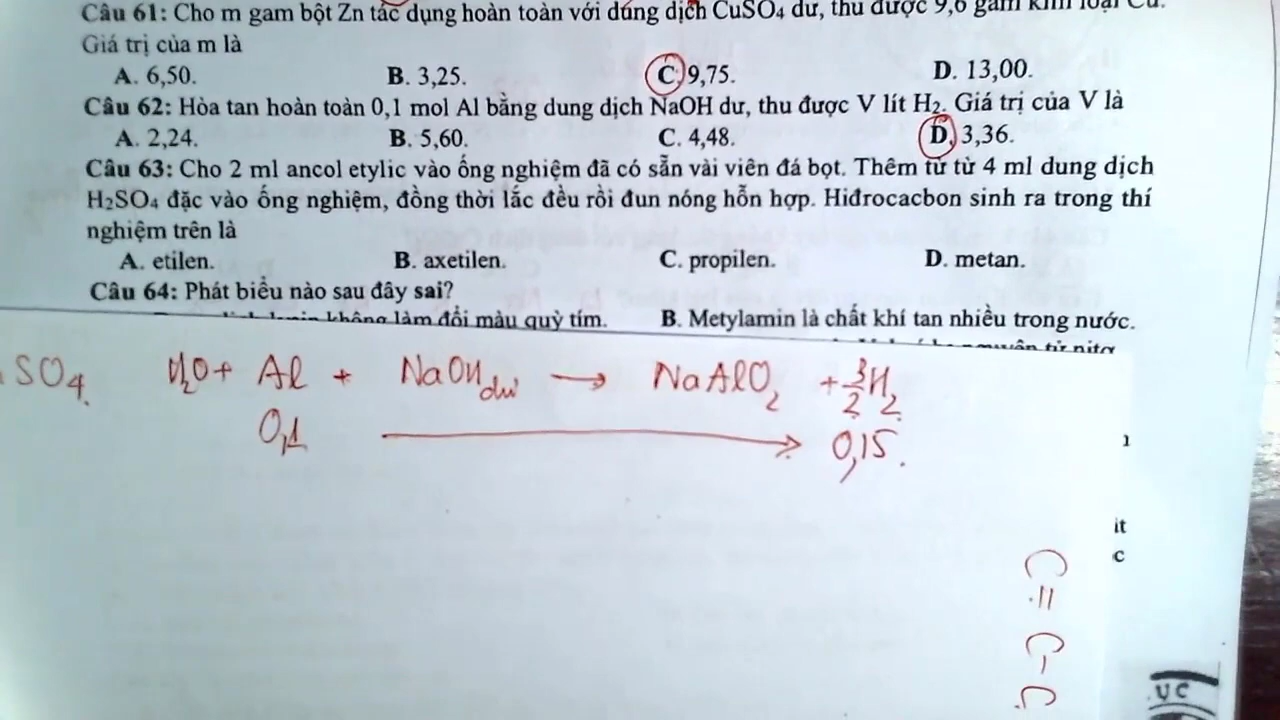 Câu 61: Cho m gam bột Zn tác dụng hoàn toàn với dung dịch CuSO₄ dư, thu được 9,6 gam kim loại Cu.
Giá trị của m là
A. 6,50. B. 3,25. C. 9,75. D. 13,00.
Câu 62: Hòa tan hoàn toàn 0,1 mol Al bằng dung dịch NaOH dư, thu được V lít H₂. Giá trị của V là
A. 2,24. B. 5,60. C. 4,48. D. 3,36.
Câu 63: Cho 2 ml ancol etylic vào ống nghiệm đã có sẵn vài viên đá bọt. Thêm từ từ 4 ml dung dịch
H₂SO₄ đặc vào ống nghiệm, đồng thời lắc đều rồi đun nóng hỗn hợp. Hiđrocacbon sinh ra trong thí
nghiệm trên là
A. etilen. B. axetilen. C. propilen. D. metan.
Câu 64: Phát biểu nào sau đây sai?
không làm đổi màu quỳ tím. B. Metylamin là chất khí tan nhiều trong nước.
SO₄ H₂O + Al + NaOH dư → NaAlO₂ + 3/2 H₂
0,1 → 0,15.
it
c
C = C - C